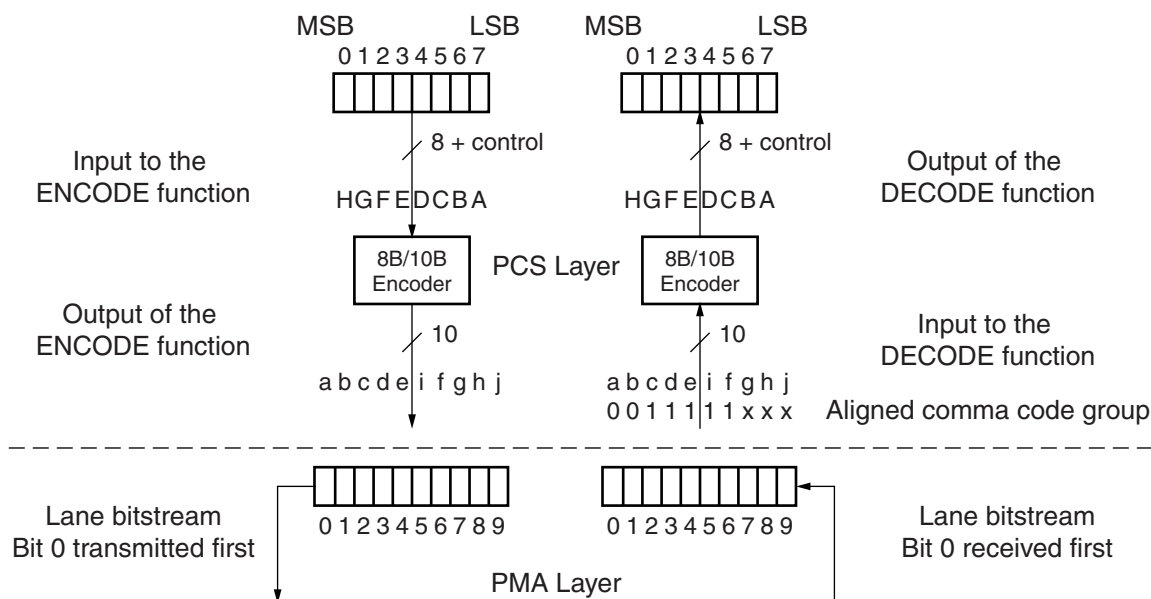 MSB LSB MSB LSB
0 1 2 3 4 5 6 7 0 1 2 3 4 5 6 7
8 + control 8 + control
Input to the
ENCODE function
Output of the
DECODE function
HGFEDCBA HGFEDCBA
8B/10B
Encoder
PCS Layer
8B/10B
Encoder
Output of the
ENCODE function
10 10
Input to the
DECODE function
a b c d e i f g h j a b c d e i f g h j
0 0 1 1 1 1 1 x x x Aligned comma code group
Lane bitstream
Bit 0 transmitted first
0 1 2 3 4 5 6 7 8 9 0 1 2 3 4 5 6 7 8 9
Lane bitstream
Bit 0 received first
PMA Layer